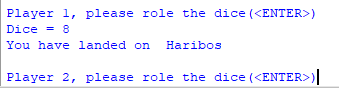 Player 1, please role the dice(<ENTER>)
Dice = 8
You have landed on  Haribos
Player 2, please role the dice(<ENTER>)